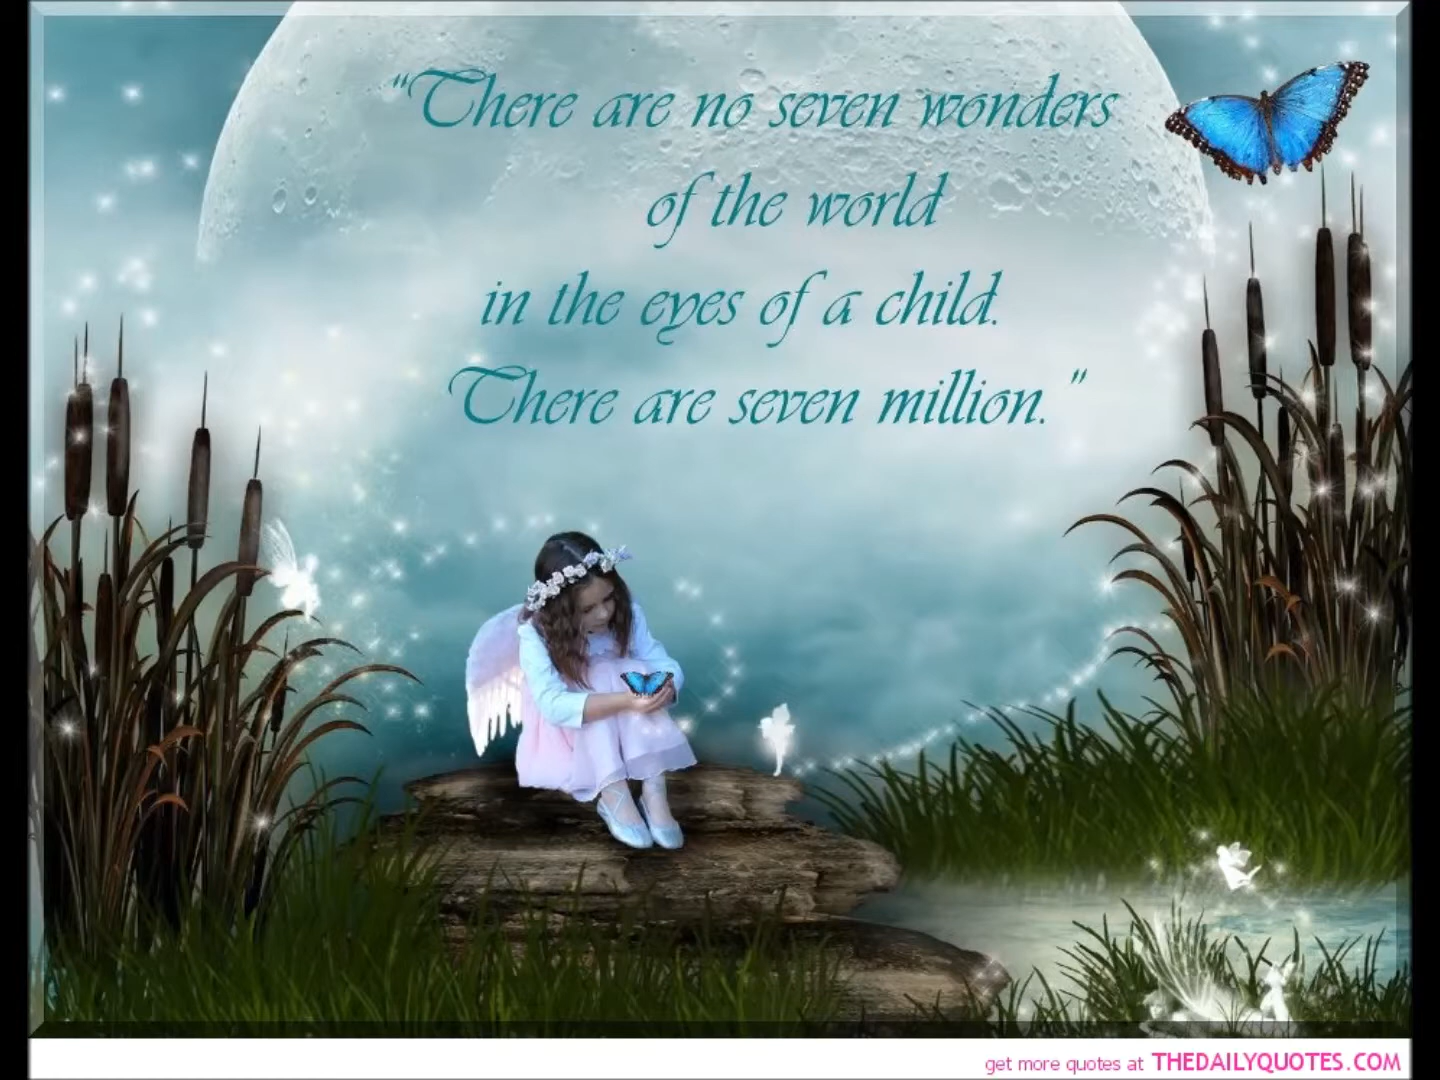 "There are no seven wonders
of the world
in the eyes of a child.
There are seven million."
get more quotes at THEDAILYQUOTES.COM